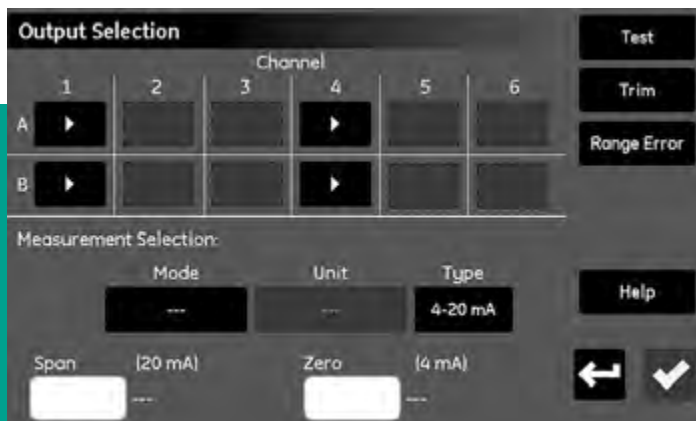 Output Selection
Test
Channel
1 2 3 4 5 6
Trim
A
Range Error
B
Measurement Selection:
Mode Unit Type
--- --- 4-20 mA
Help
Span (20 mA) Zero (4 mA)
--- ---